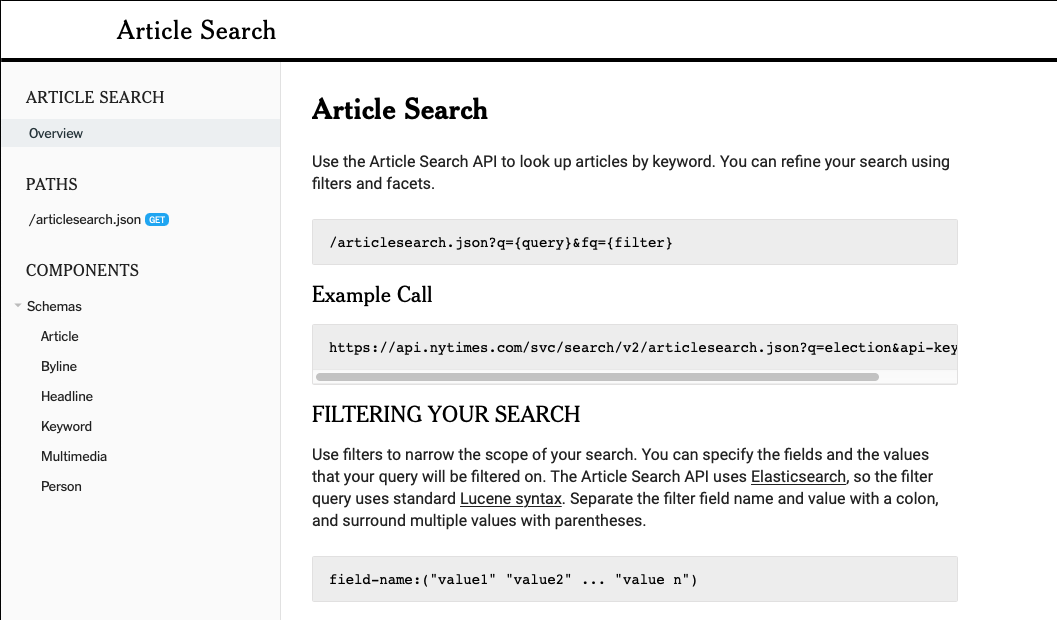 Article Search
ARTICLE SEARCH
Overview
PATHS
/articlesearch.json GET
COMPONENTS
Schemas
Article
Byline
Headline
Keyword
Multimedia
Person
Article Search
Use the Article Search API to look up articles by keyword. You can refine your search using
filters and facets.
/articlesearch.json?q={query}&fq={filter}
Example Call
https://api.nytimes.com/svc/search/v2/articlesearch.json?q=election&api-key
FILTERING YOUR SEARCH
Use filters to narrow the scope of your search. You can specify the fields and the values
that your query will be filtered on. The Article Search API uses Elasticsearch, so the filter
query uses standard Lucene syntax. Separate the filter field name and value with a colon,
and surround multiple values with parentheses.
field-name:("value1" "value2" ... "value n")